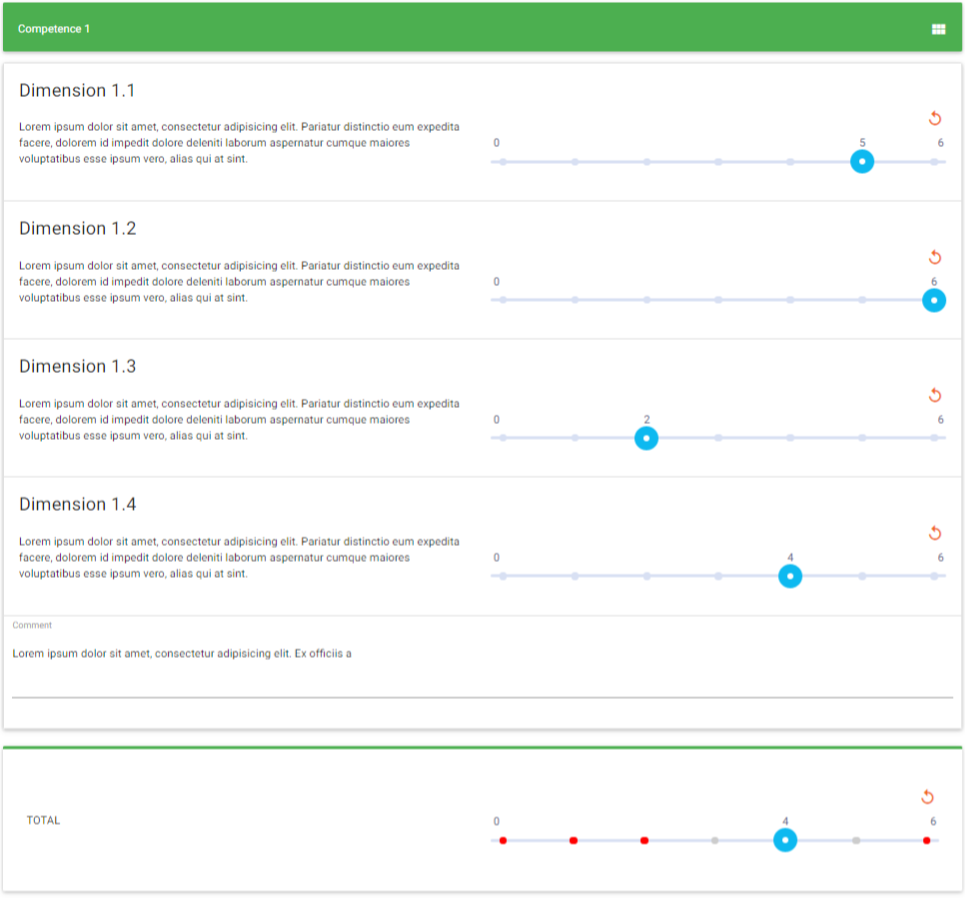 Competence 1
Dimension 1.1
Lorem ipsum dolor sit amet, consectetur adipisicing elit. Pariatur distinctio eum expedita
facere, dolorem id impedit dolore deleniti laborum aspernatur cumque maiores
voluptatibus esse ipsum vero, alias qui at sint.
0 5 6
Dimension 1.2
Lorem ipsum dolor sit amet, consectetur adipisicing elit. Pariatur distinctio eum expedita
facere, dolorem id impedit dolore deleniti laborum aspernatur cumque maiores
voluptatibus esse ipsum vero, alias qui at sint.
0 6
Dimension 1.3
Lorem ipsum dolor sit amet, consectetur adipisicing elit. Pariatur distinctio eum expedita
facere, dolorem id impedit dolore deleniti laborum aspernatur cumque maiores
voluptatibus esse ipsum vero, alias qui at sint.
0 2 6
Dimension 1.4
Lorem ipsum dolor sit amet, consectetur adipisicing elit. Pariatur distinctio eum expedita
facere, dolorem id impedit dolore deleniti laborum aspernatur cumque maiores
voluptatibus esse ipsum vero, alias qui at sint.
0 4 6
Comment
Lorem ipsum dolor sit amet, consectetur adipisicing elit. Ex officiis a
TOTAL
0 4 6